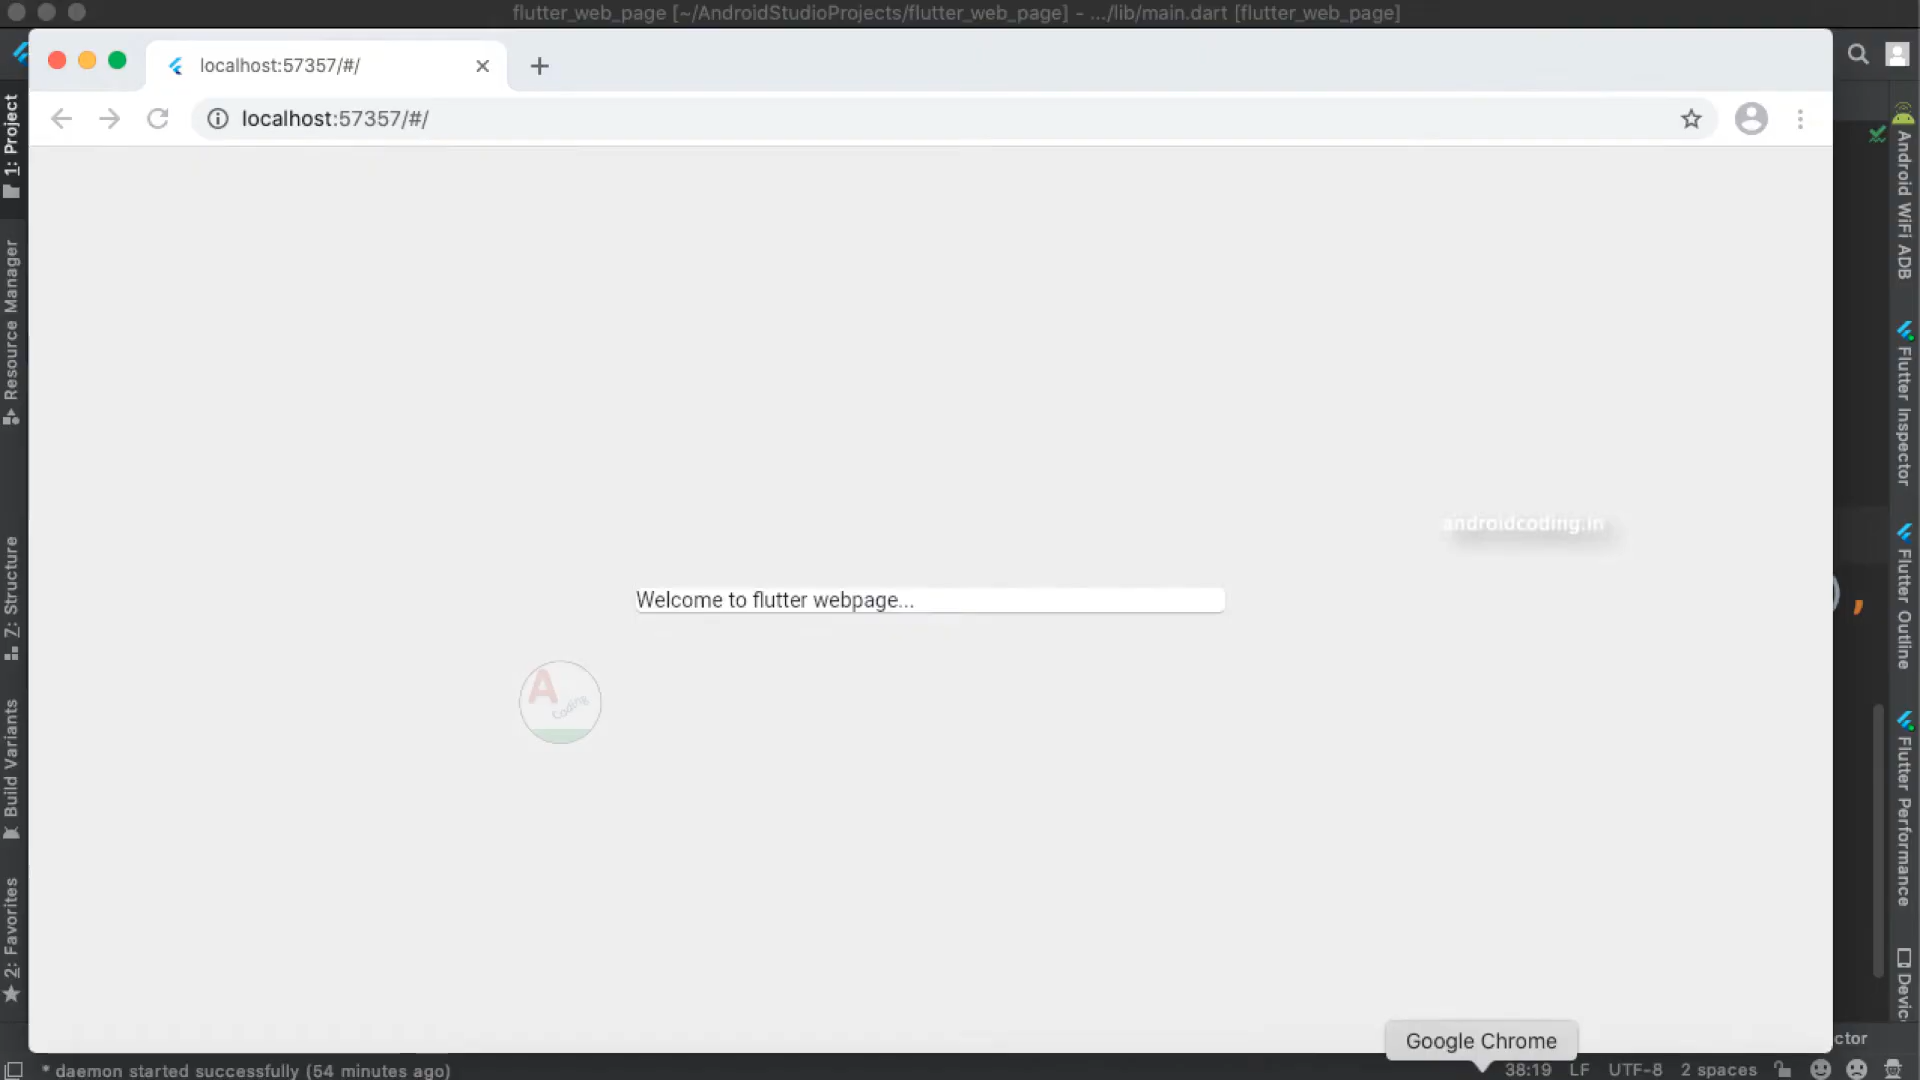 flutter_web_page [~/AndroidStudioProjects/flutter_web_page] - .../lib/main.dart [flutter_web_page]
localhost:57357/#/
localhost:57357/#/
1: Project
Resource Manager
Z: Structure
Build Variants
2: Favorites
androidcoding.in
Welcome to flutter webpage...
A
Coding
),
Android WiFi ADB
Flutter Inspector
Flutter Outline
Flutter Performance
Devic
Google Chrome
ctor
* daemon started successfully (54 minutes ago)
38:19 LF UTF-8 2 spaces